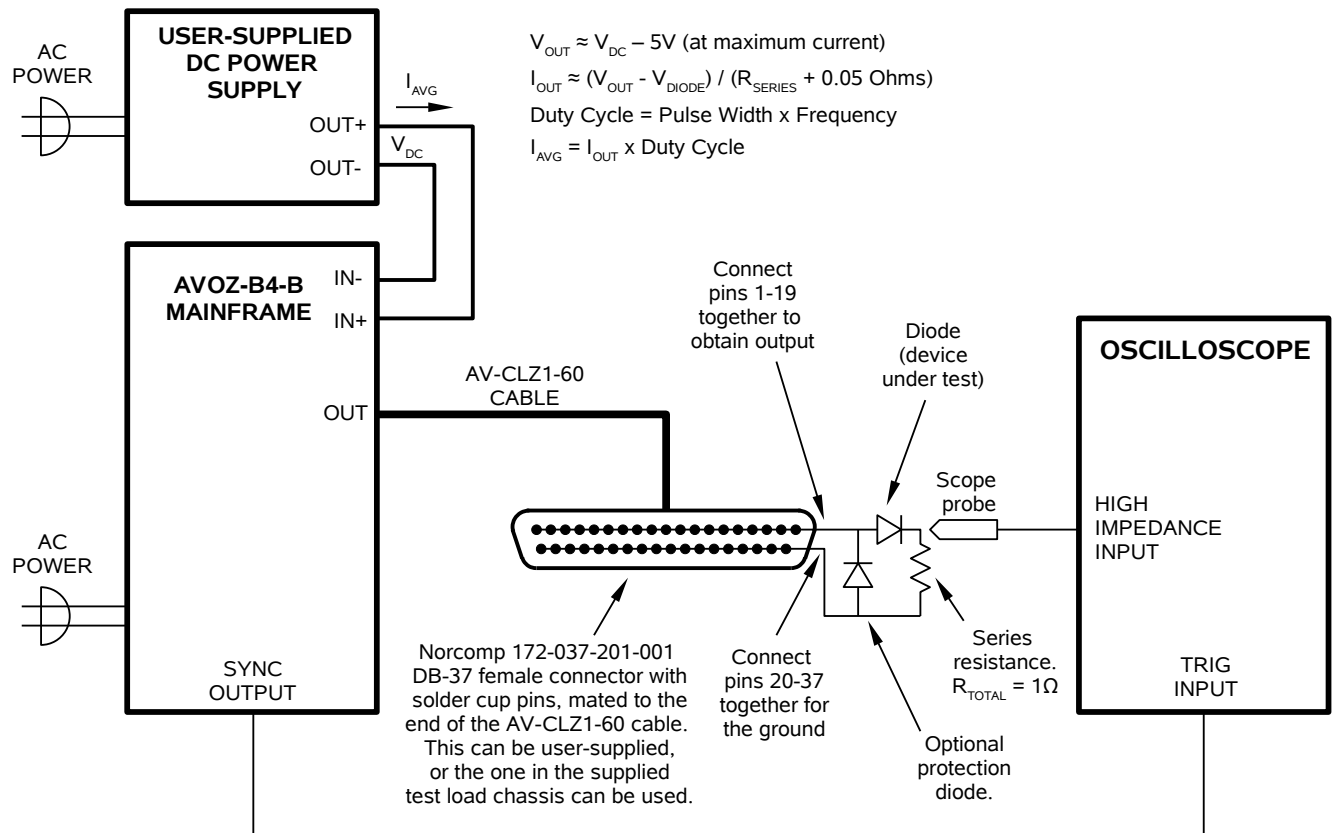 AC
POWER
USER-SUPPLIED
DC POWER
SUPPLY
OUT+
OUT-
I_AVG
V_DC
V_OUT ≈ V_DC – 5V (at maximum current)
I_OUT ≈ (V_OUT - V_DIODE) / (R_SERIES + 0.05 Ohms)
Duty Cycle = Pulse Width x Frequency
I_AVG = I_OUT x Duty Cycle
AVOZ-B4-B
MAINFRAME
IN-
IN+
OUT
AC
POWER
SYNC
OUTPUT
AV-CLZ1-60
CABLE
Connect
pins 1-19
together to
obtain output
Diode
(device
under test)
Scope
probe
OSCILLOSCOPE
HIGH
IMPEDANCE
INPUT
TRIG
INPUT
Norcomp 172-037-201-001
DB-37 female connector with
solder cup pins, mated to the
end of the AV-CLZ1-60 cable.
This can be user-supplied,
or the one in the supplied
test load chassis can be used.
Connect
pins 20-37
together for
the ground
Series
resistance.
R_TOTAL = 1Ω
Optional
protection
diode.